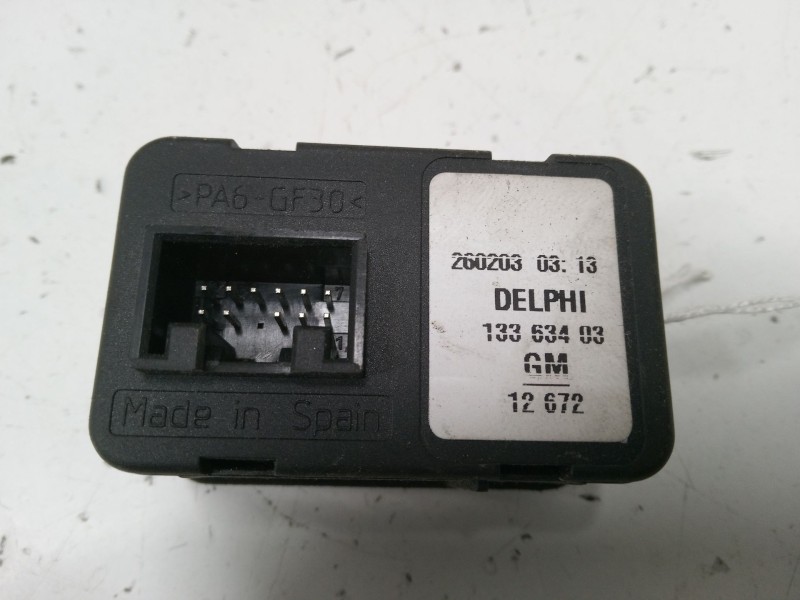 >PA6-GF30<
7
1
Made in Spain
260203 03:13
DELPHI
133 634 03
GM
12 672